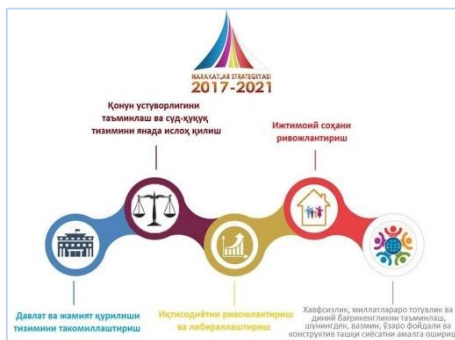 HARAKATLAR STRATEGIYASI
2017-2021
Қонун устуворлигини
таъминлаш ва суд-ҳуқуқ
тизимини янада ислоҳ қилиш
Ижтимоий соҳани
ривожлантириш
Давлат ва жамият қурилиши
тизимини такомиллаштириш
Иқтисодиётни ривожлантириш
ва либераллаштириш
Хавфсизлик, миллатлараро тотувлик ва
диний бағрикенгликни таъминлаш,
шунингдек, вазмин, ўзаро фойдали ва
конструктив ташқи сиёсатни амалга ошириш